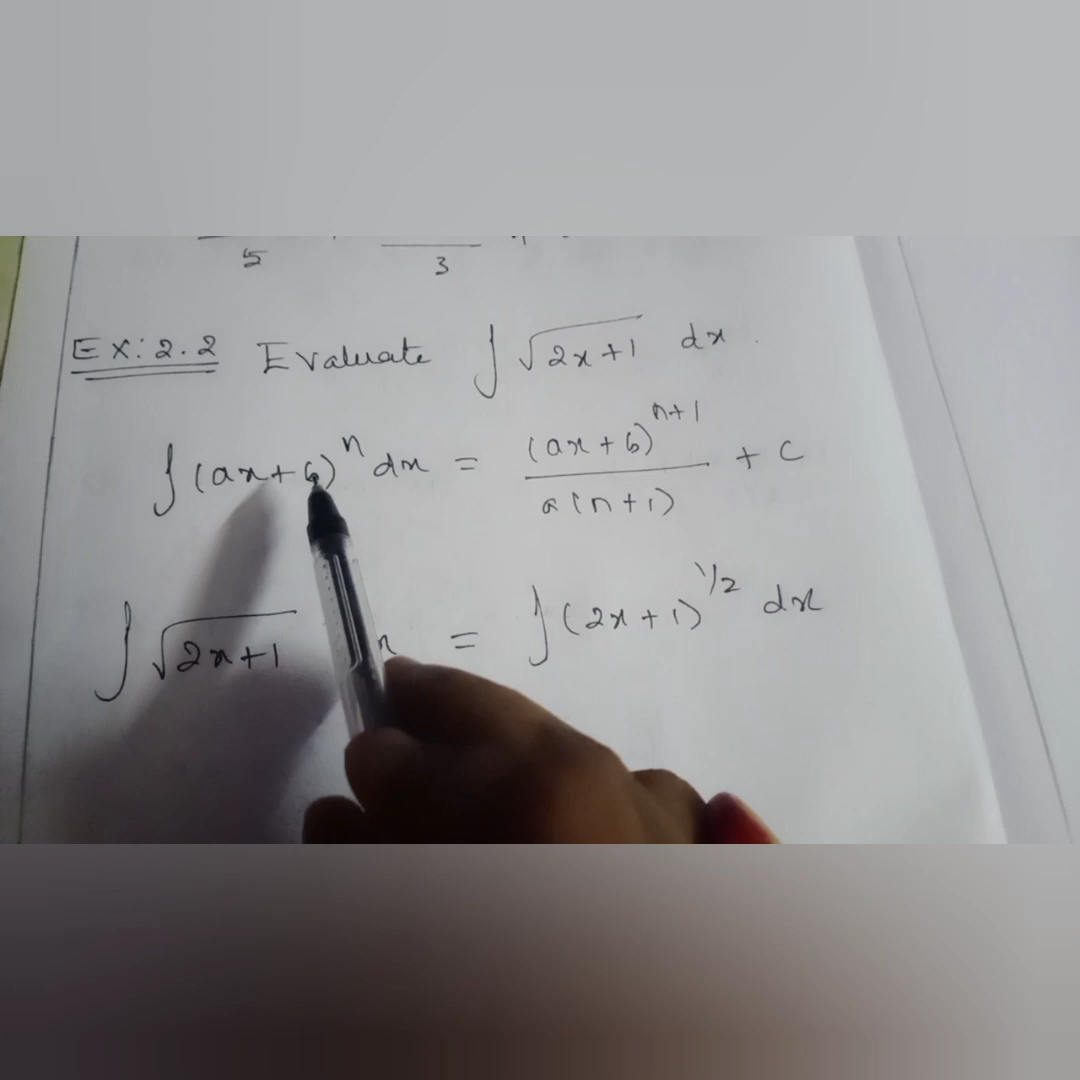 5 3
Ex: 2.2 Evaluate ∫ √2x+1 dx.
∫ (ax+b)ⁿ dx = (ax+b)ⁿ⁺¹ / a(n+1) + c
∫ √2x+1 = ∫ (2x+1)^1/2 dx